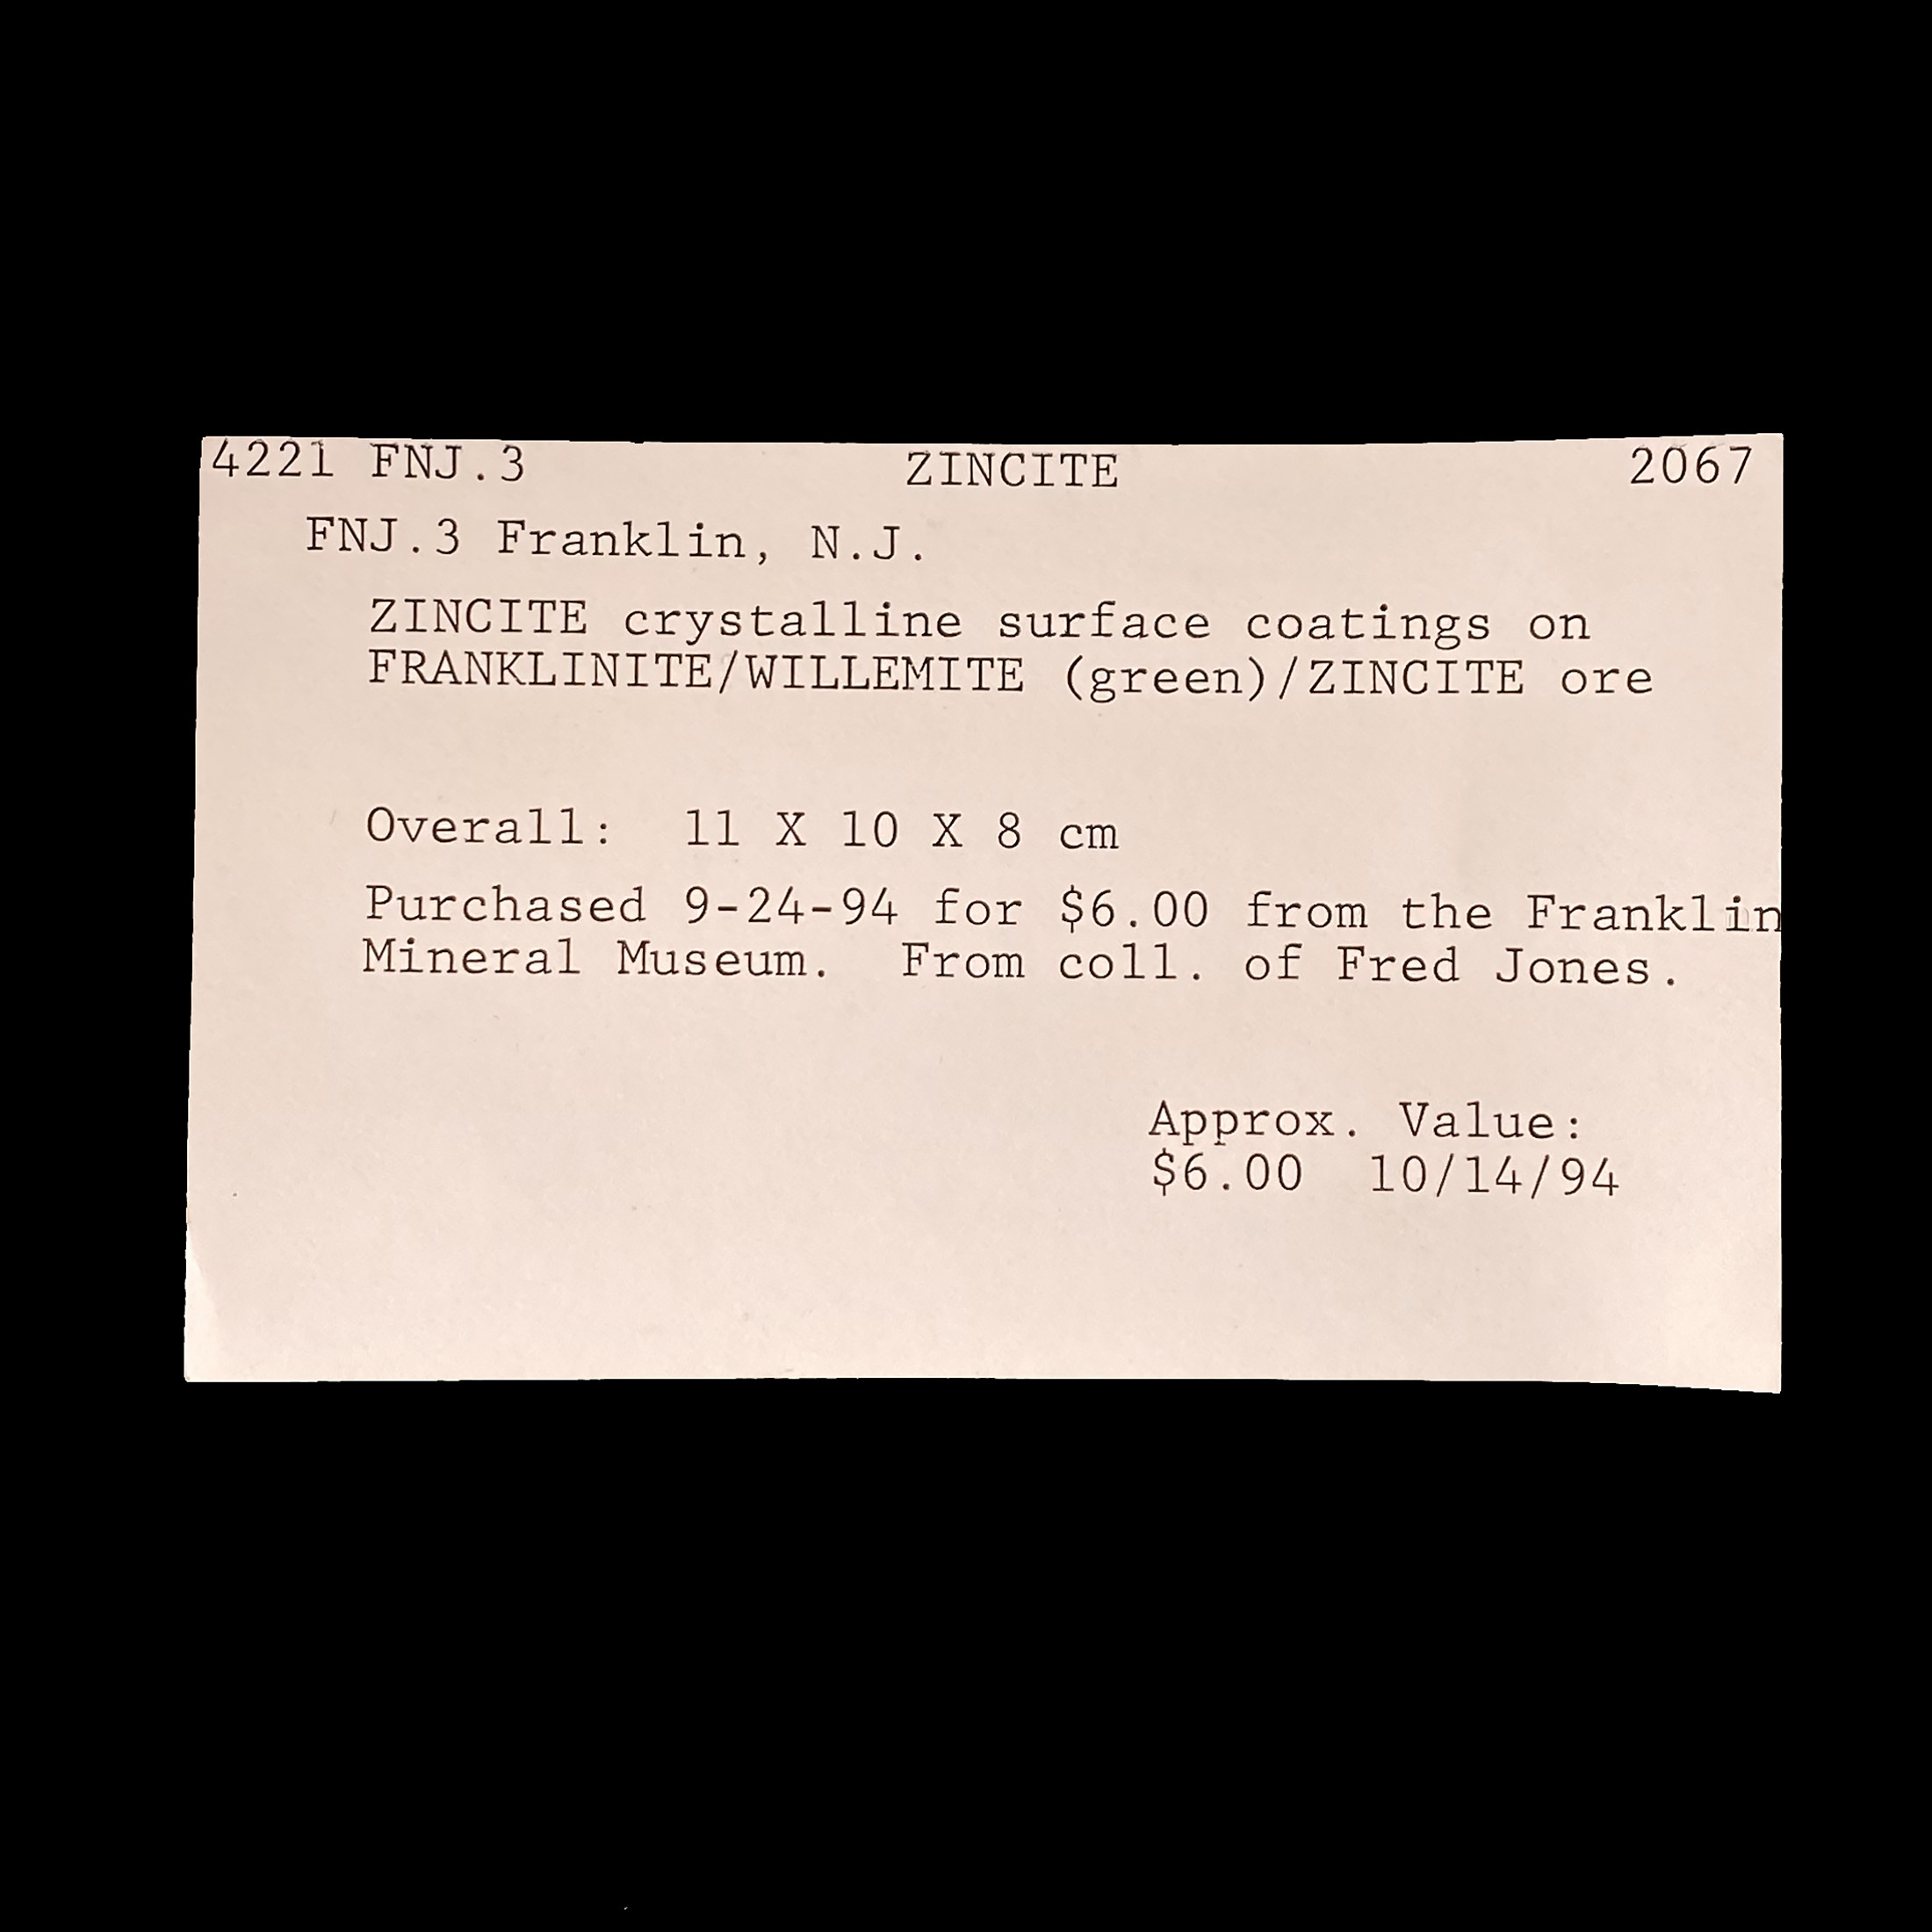 4221 FNJ.3 ZINCITE 2067
FNJ.3 Franklin, N.J.
ZINCITE crystalline surface coatings on
FRANKLINITE/WILLEMITE (green)/ZINCITE ore
Overall: 11 X 10 X 8 cm
Purchased 9-24-94 for $6.00 from the Franklin
Mineral Museum. From coll. of Fred Jones.
Approx. Value:
$6.00 10/14/94